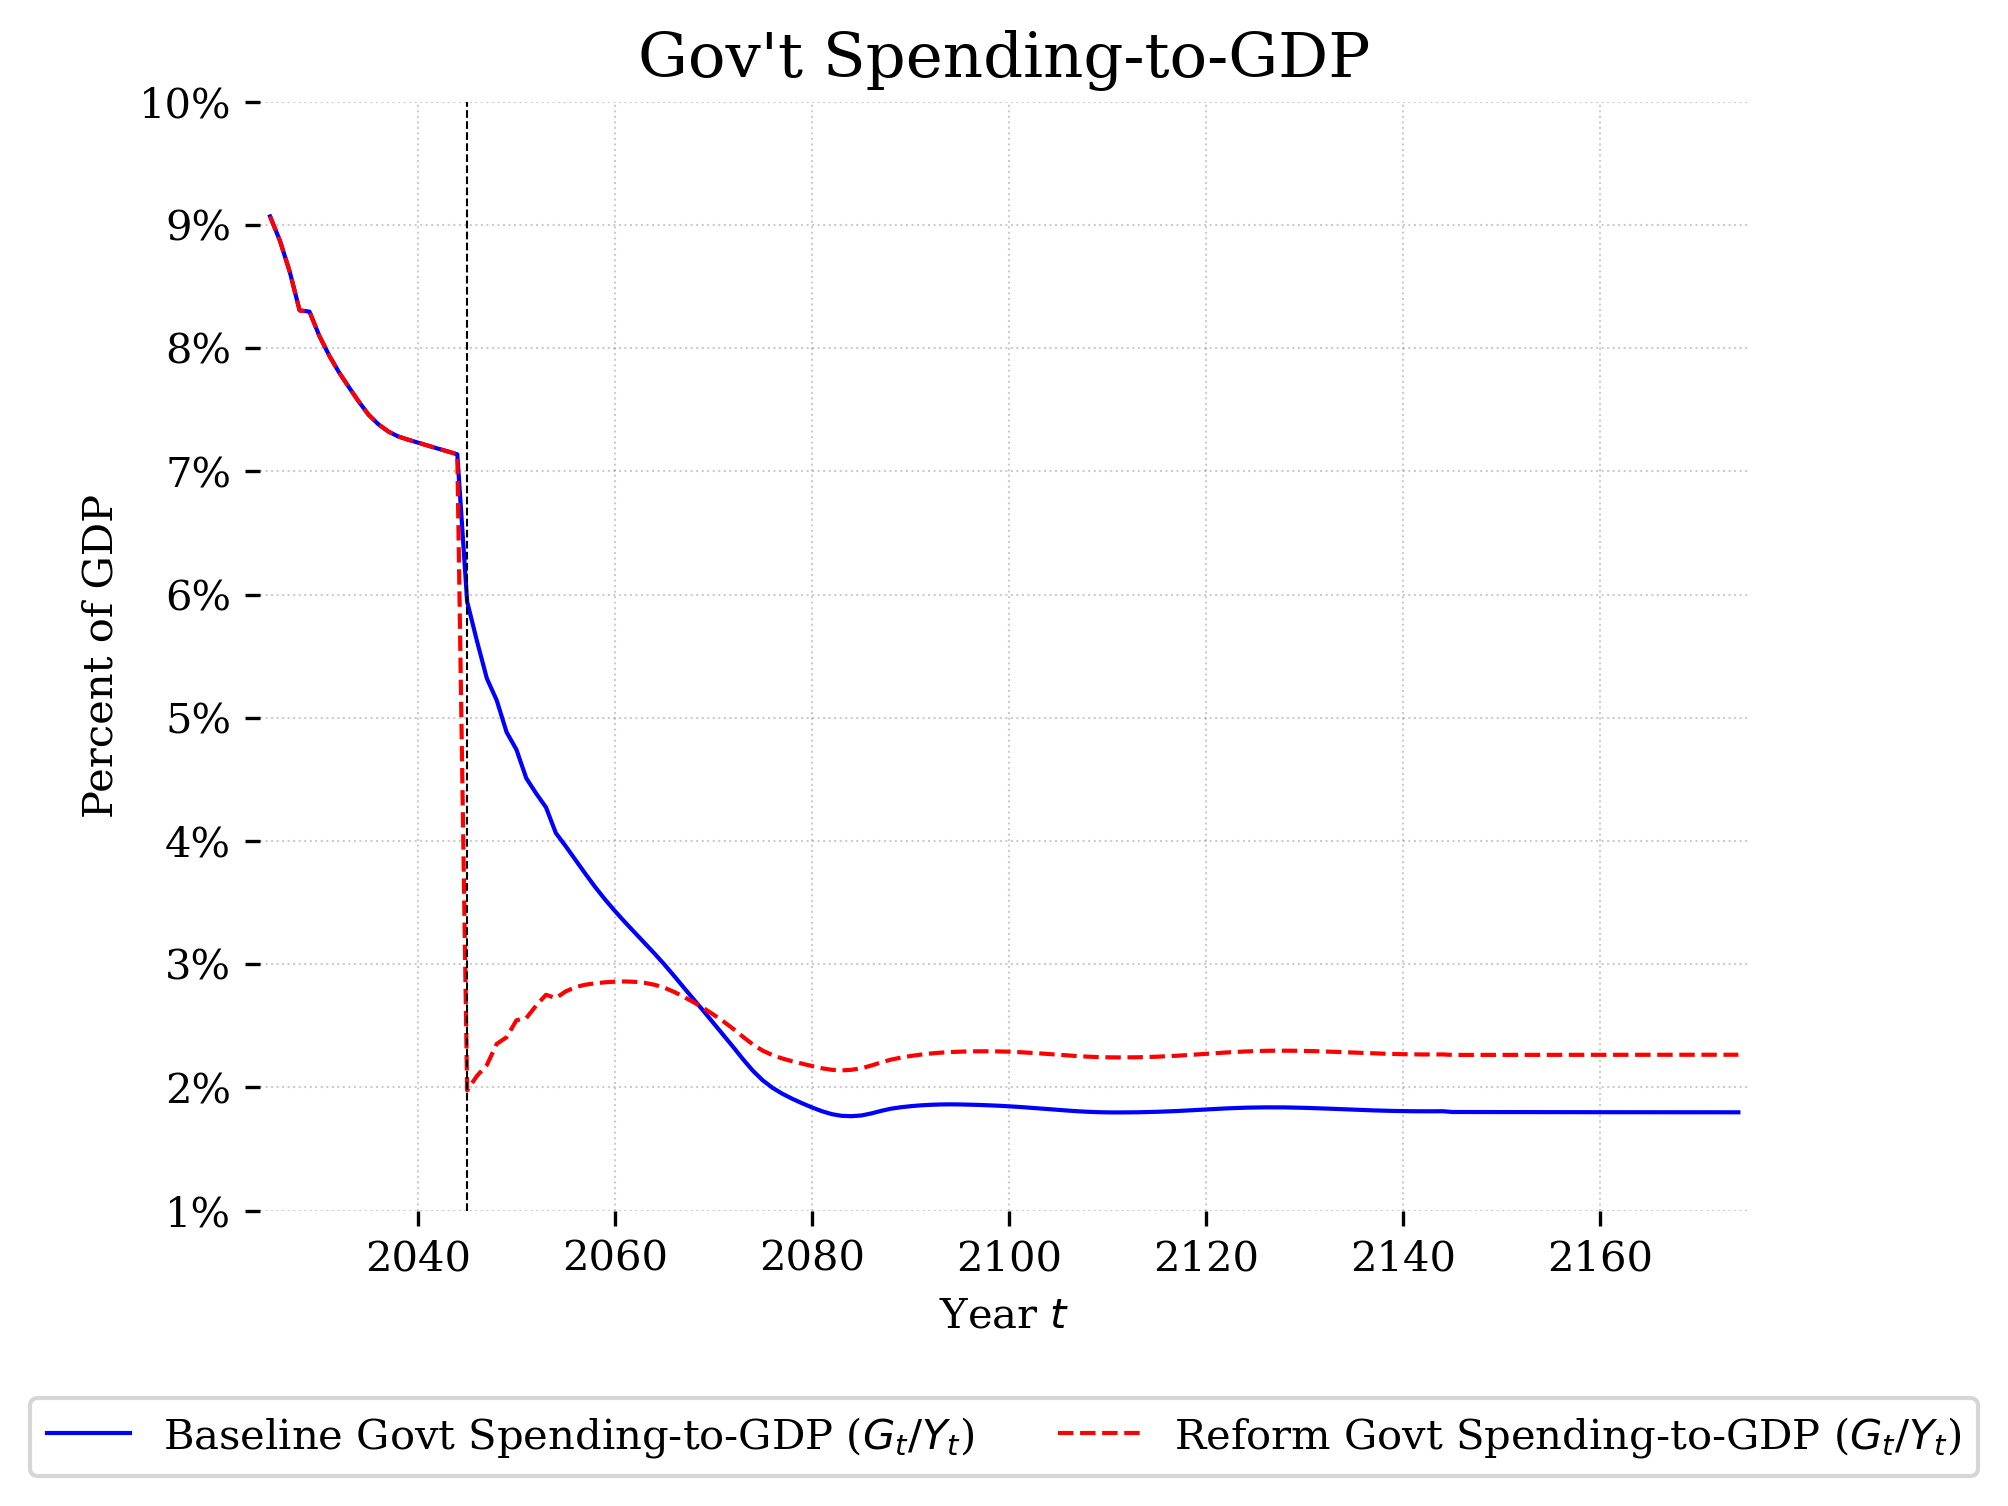 Gov't Spending-to-GDP
10%
9%
8%
7%
6%
5%
4%
3%
2%
1%
Percent of GDP
2040 2060 2080 2100 2120 2140 2160
Year t
Baseline Govt Spending-to-GDP (Gₜ/Yₜ) Reform Govt Spending-to-GDP (Gₜ/Yₜ)